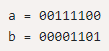 a = 00111100
b = 00001101